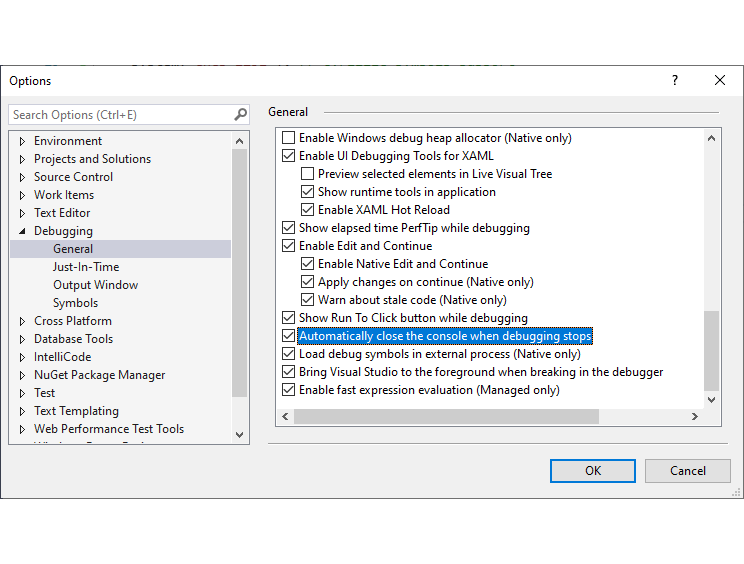 Options
?
Search Options (Ctrl+E)
Environment
Projects and Solutions
Source Control
Work Items
Text Editor
Debugging
General
Just-In-Time
Output Window
Symbols
Cross Platform
Database Tools
IntelliCode
NuGet Package Manager
Test
Text Templating
Web Performance Test Tools
General
Enable Windows debug heap allocator (Native only)
Enable UI Debugging Tools for XAML
Preview selected elements in Live Visual Tree
Show runtime tools in application
Enable XAML Hot Reload
Show elapsed time PerfTip while debugging
Enable Edit and Continue
Enable Native Edit and Continue
Apply changes on continue (Native only)
Warn about stale code (Native only)
Show Run To Click button while debugging
Automatically close the console when debugging stops
Load debug symbols in external process (Native only)
Bring Visual Studio to the foreground when breaking in the debugger
Enable fast expression evaluation (Managed only)
OK
Cancel